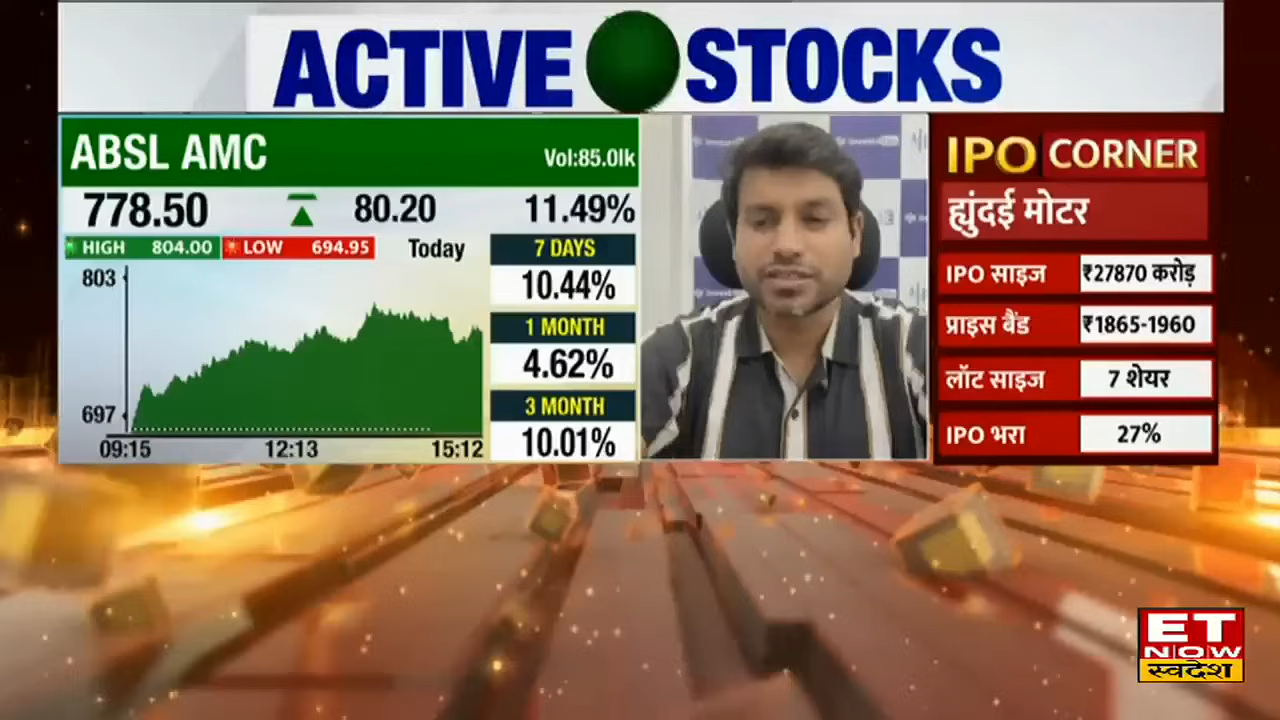 ACTIVE STOCKS
ABSL AMC
Vol:85.0lk
778.50
80.20
11.49%
HIGH 804.00
LOW 694.95
Today
803
697
09:15
12:13
15:12
7 DAYS
10.44%
1 MONTH
4.62%
3 MONTH
10.01%
IPO CORNER
ह्युंदई मोटर
IPO साइज ₹27870 करोड़
प्राइस बैंड ₹1865-1960
लॉट साइज 7 शेयर
IPO भरा 27%
ET
NOW
स्वदेश